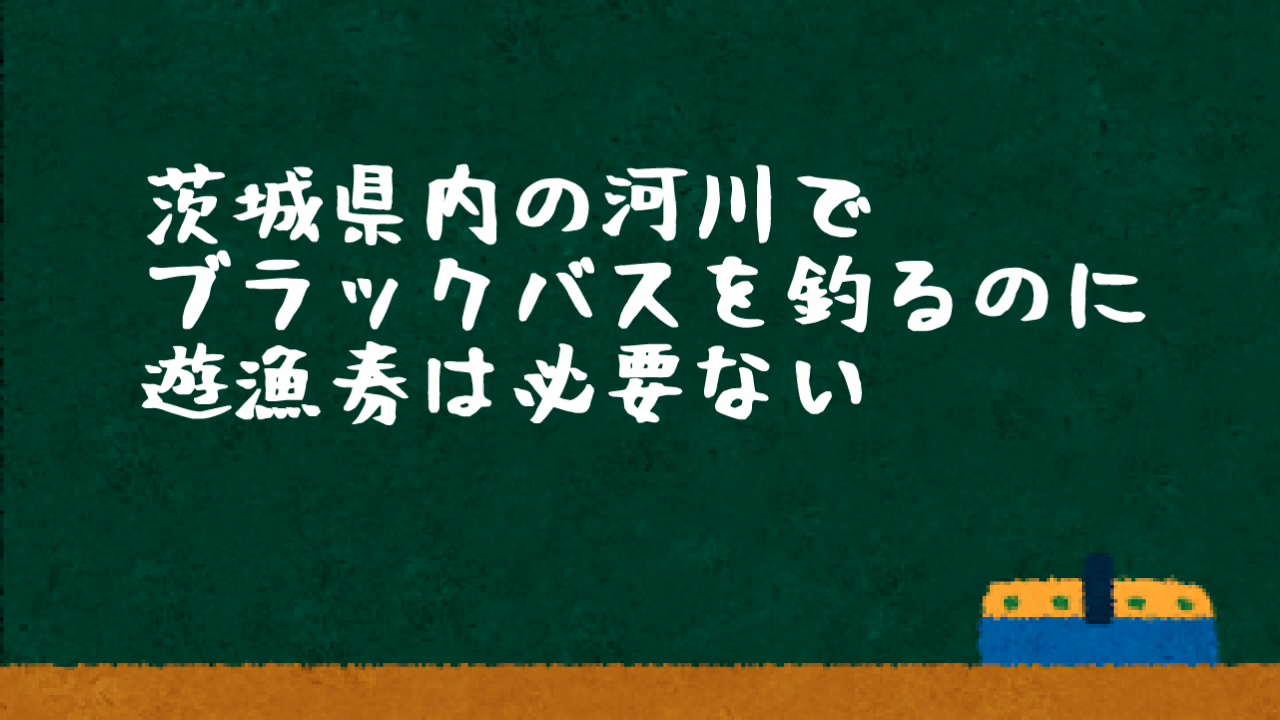 茨城県内の河川で
ブラックバスを釣るのに
遊漁券は必要ない